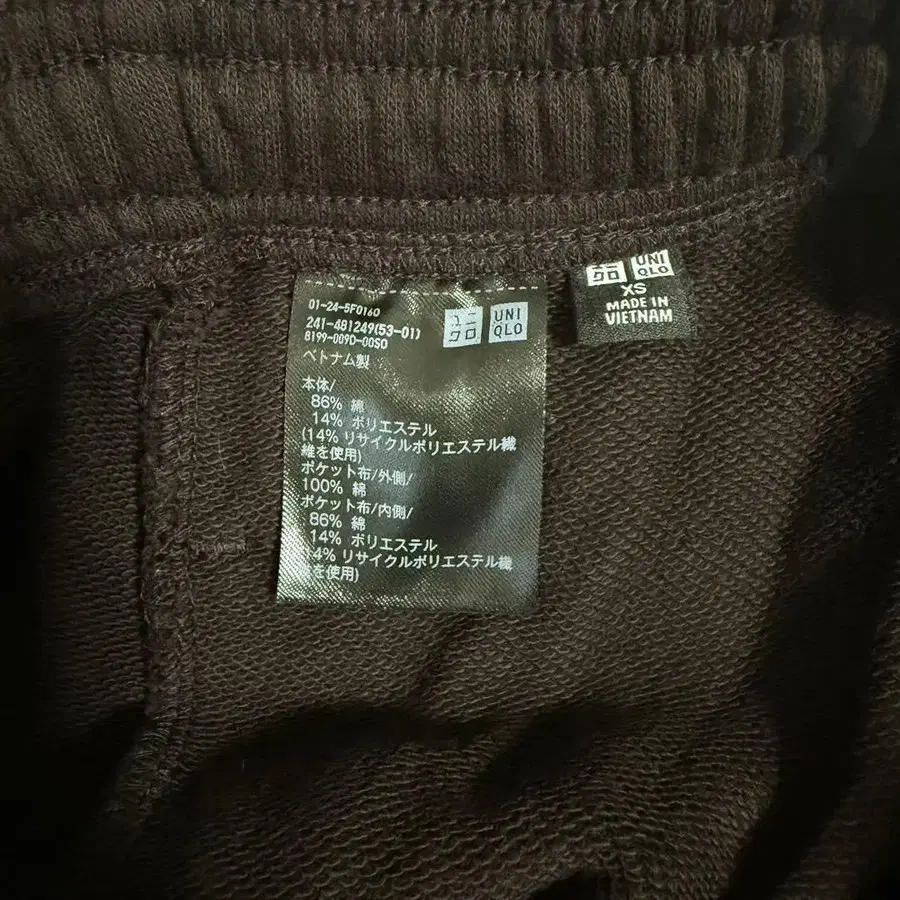 01-24-5F0160
241-481249(53-01)
8199-009D-00SO
ベトナム製
ユニ
クロ
UNI
QLO
本体/
86% 綿
14% ポリエステル
(14% リサイクルポリエステル繊
維を使用)
ポケット布/外側/
100% 綿
ポケット布/内側/
86% 綿
14% ポリエステル
14% リサイクルポリエステル繊
維を使用)
クロ
UNI
QLO
XS
MADE IN
VIETNAM